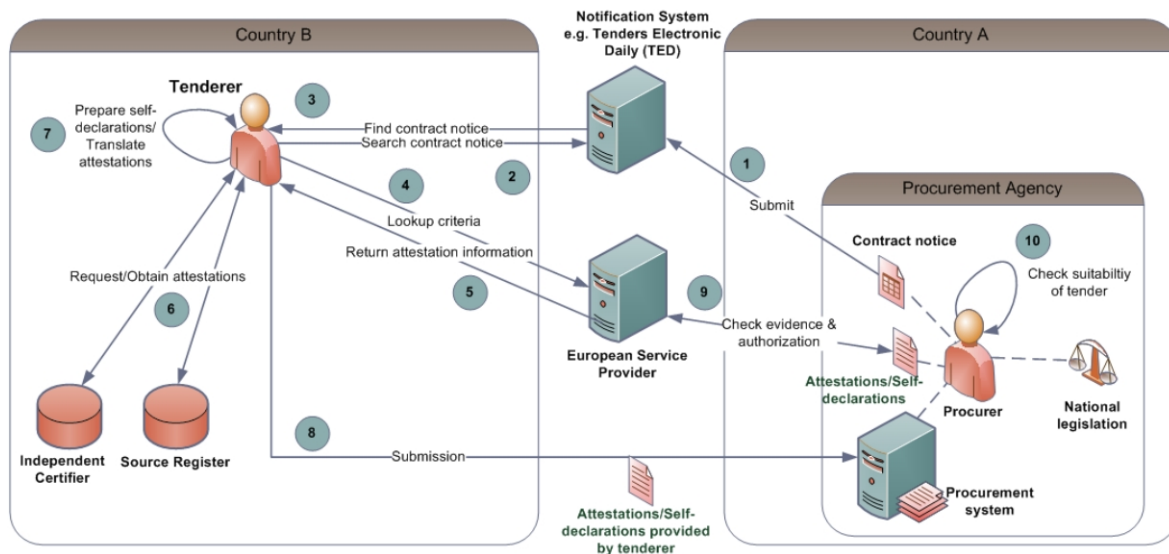 Country B
Notification System
e.g. Tenders Electronic
Daily (TED)
Country A
Tenderer
7
Prepare self-
declarations/
Translate
attestations
3
Find contract notice
Search contract notice
2
1
Submit
4
Lookup criteria
Return attestation information
5
Procurement Agency
Contract notice
10
Check suitabiltiy
of tender
Request/Obtain attestations
6
9
Check evidence &
authorization
European Service
Provider
Attestations/Self-
declarations
Procurer
National
legislation
Independent
Certifier
Source Register
8
Submission
Attestations/Self-
declarations provided
by tenderer
Procurement
system